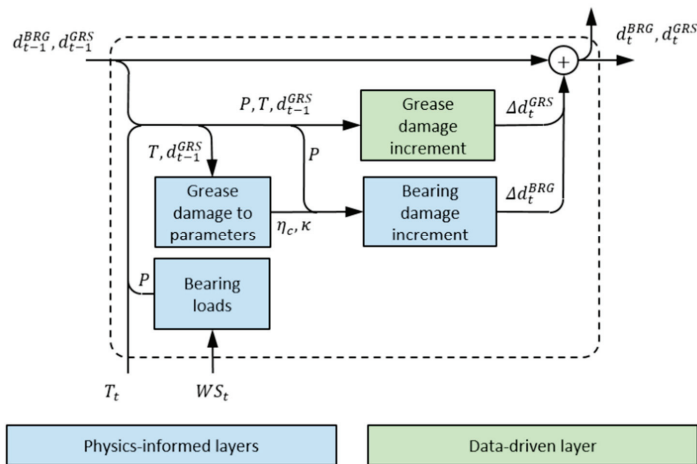 d_{t-1}^{BRG}, d_{t-1}^{GRS}
d_t^{BRG}, d_t^{GRS}
+
P, T, d_{t-1}^{GRS}
Grease
damage
increment
Δd_t^{GRS}
T, d_{t-1}^{GRS}
P
Grease
damage to
parameters
η_c, κ
Bearing
damage
increment
Δd_t^{BRG}
P
Bearing
loads
T_t
WS_t
Physics-informed layers
Data-driven layer